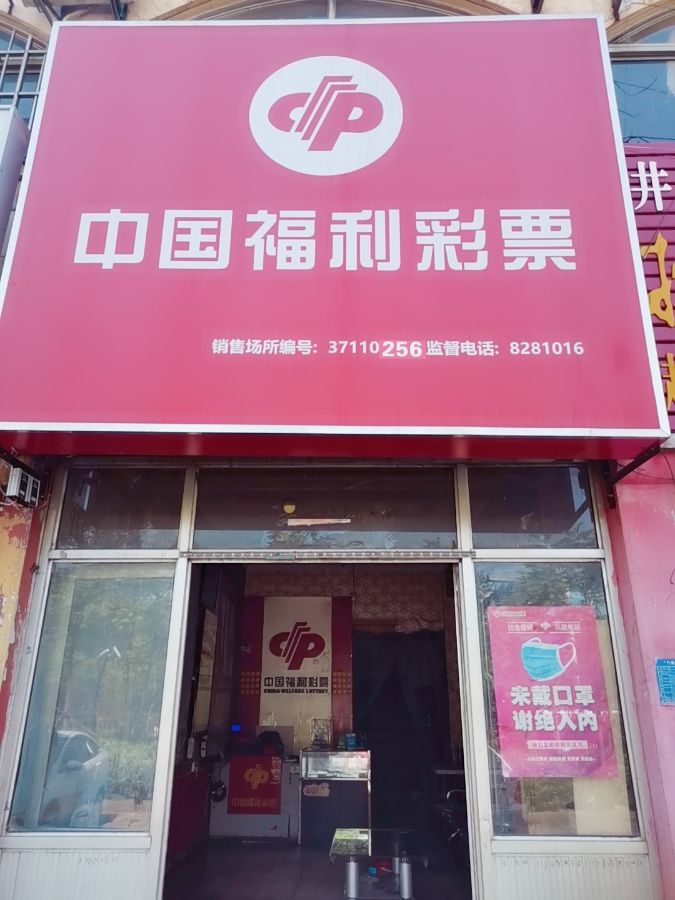 中国福利彩票
销售场所编号: 37110256 监督电话: 8281016
井
中国福利彩票
CHINA WELFARE LOTTERY
中国福利彩票
未戴口罩
谢绝入内